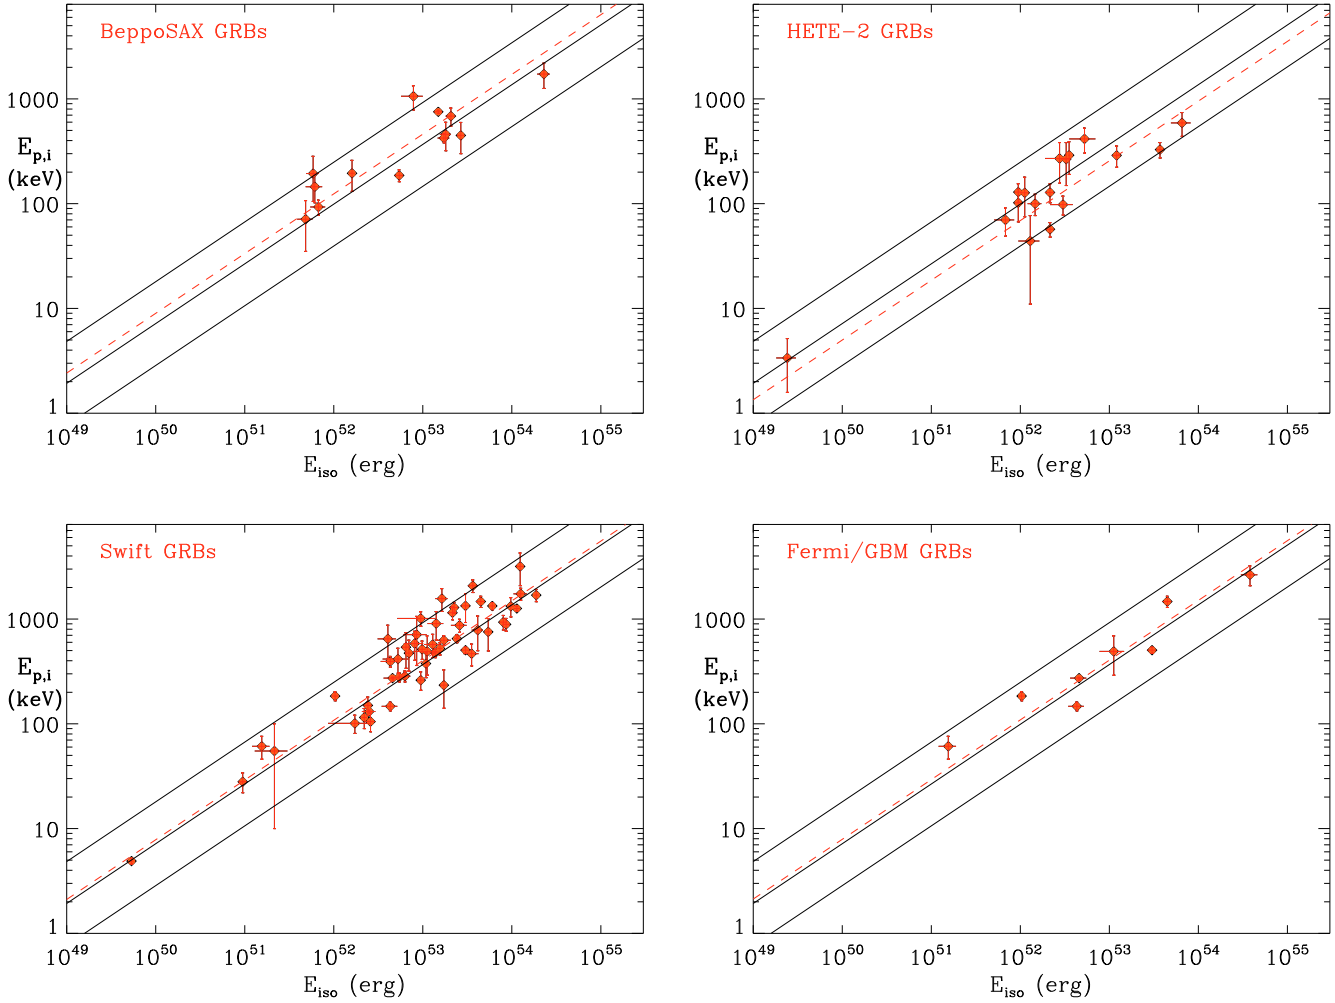 BeppoSAX GRBs
1000
E_p,i
(keV)
100
10
1
10^49 10^50 10^51 10^52 10^53 10^54 10^55
E_iso (erg)
HETE-2 GRBs
1000
E_p,i
(keV)
100
10
1
10^49 10^50 10^51 10^52 10^53 10^54 10^55
E_iso (erg)
Swift GRBs
1000
E_p,i
(keV)
100
10
1
10^49 10^50 10^51 10^52 10^53 10^54 10^55
E_iso (erg)
Fermi/GBM GRBs
1000
E_p,i
(keV)
100
10
1
10^49 10^50 10^51 10^52 10^53 10^54 10^55
E_iso (erg)